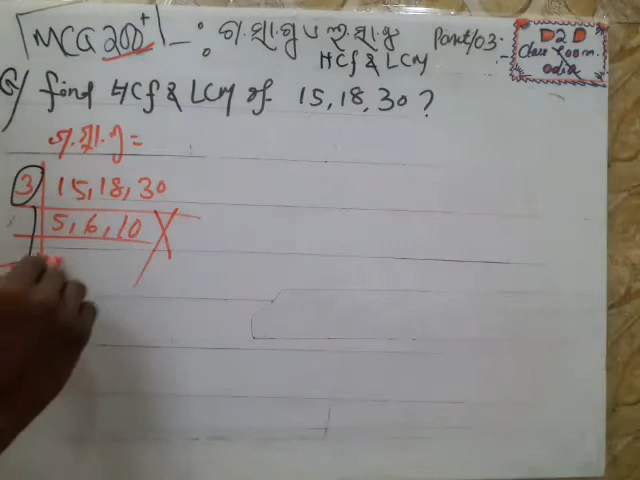 MCQ 200+ - : ଗ.ସା.ଗୁ ଓ ଲ.ସା.ଗୁ Part/03.
HCF & LCM
D2D
Class Room.
Odia
Q/ find HCF & LCM of 15, 18, 30 ?
ଗ.ସା.ଗୁ =
3 15, 18, 30
5, 6, 10